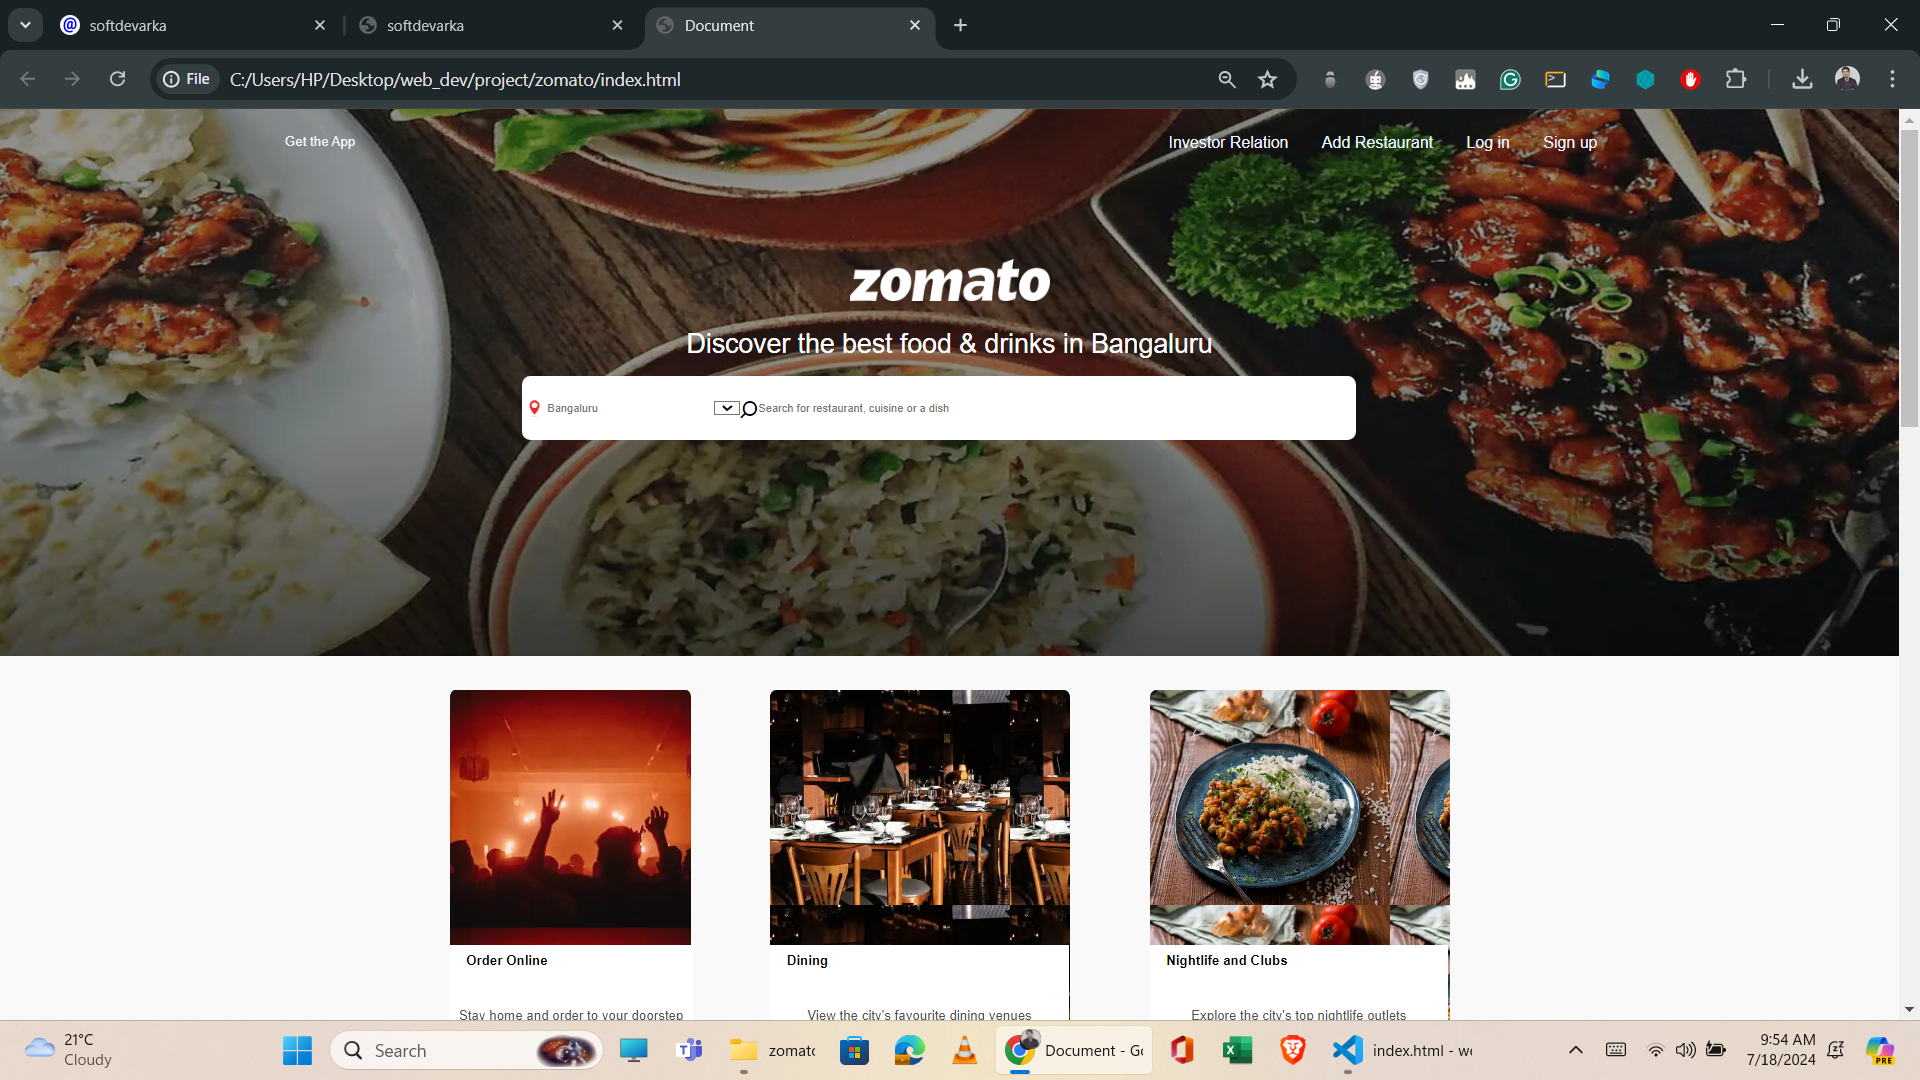 softdevarka
softdevarka
Document
File
C:/Users/HP/Desktop/web_dev/project/zomato/index.html
Get the App
Investor Relation
Add Restaurant
Log in
Sign up
zomato
Discover the best food & drinks in Bangaluru
Bangaluru
Search for restaurant, cuisine or a dish
Order Online
Dining
Nightlife and Clubs
Stay home and order to your doorstep
View the city's favourite dining venues
Explore the city's top nightlife outlets
21°C
Cloudy
Search
zomato
Document - Go
index.html - we
9:54 AM
7/18/2024
PRE